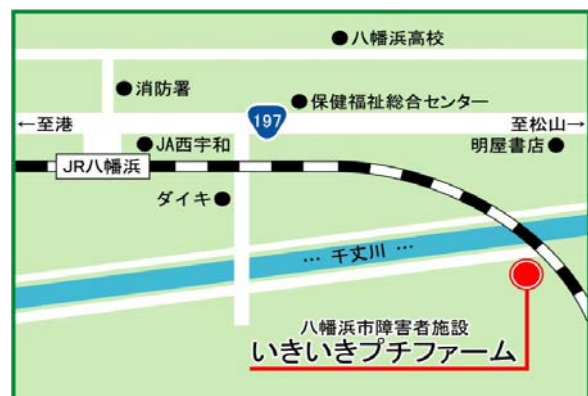 ●八幡浜高校
●消防署
●保健福祉総合センター
197
←至港
至松山→
●JA西宇和
明屋書店●
JR八幡浜
ダイキ●
… 千丈川 …
八幡浜市障害者施設
いきいきプチファーム